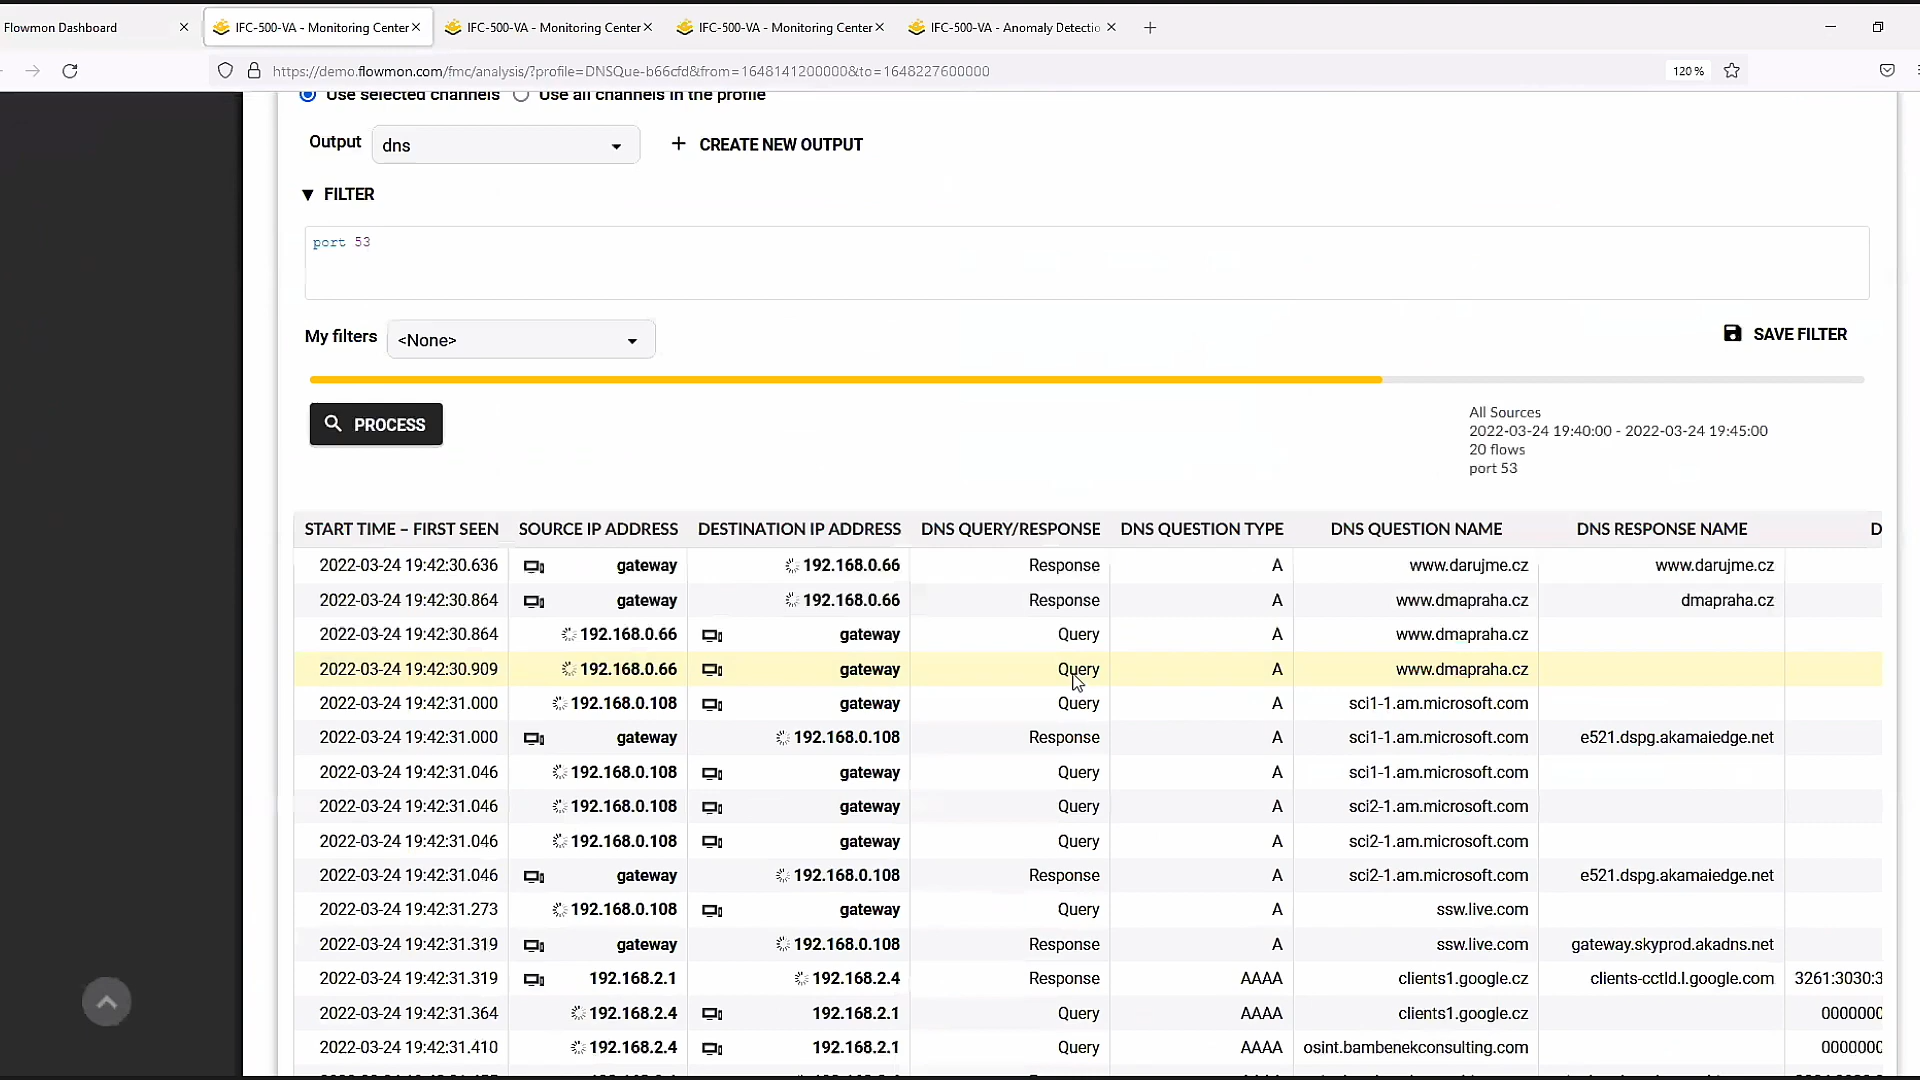 Flowmon Dashboard
IFC-500-VA - Monitoring Center
IFC-500-VA - Monitoring Center
IFC-500-VA - Monitoring Center
IFC-500-VA - Anomaly Detectio
https://demo.flowmon.com/fmc/analysis/?profile=DNSQue-b66cfd&from=1648141200000&to=1648227600000
120 %
Use selected channels Use all channels in the profile
Output dns + CREATE NEW OUTPUT
FILTER
port 53
My filters <None> SAVE FILTER
PROCESS
All Sources
2022-03-24 19:40:00 - 2022-03-24 19:45:00
20 flows
port 53
START TIME – FIRST SEEN SOURCE IP ADDRESS DESTINATION IP ADDRESS DNS QUERY/RESPONSE DNS QUESTION TYPE DNS QUESTION NAME DNS RESPONSE NAME D
2022-03-24 19:42:30.636 gateway 192.168.0.66 Response A www.darujme.cz www.darujme.cz
2022-03-24 19:42:30.864 gateway 192.168.0.66 Response A www.dmapraha.cz dmapraha.cz
2022-03-24 19:42:30.864 192.168.0.66 gateway Query A www.dmapraha.cz
2022-03-24 19:42:30.909 192.168.0.66 gateway Query A www.dmapraha.cz
2022-03-24 19:42:31.000 192.168.0.108 gateway Query A sci1-1.am.microsoft.com
2022-03-24 19:42:31.000 gateway 192.168.0.108 Response A sci1-1.am.microsoft.com e521.dspg.akamaiedge.net
2022-03-24 19:42:31.046 192.168.0.108 gateway Query A sci1-1.am.microsoft.com
2022-03-24 19:42:31.046 192.168.0.108 gateway Query A sci2-1.am.microsoft.com
2022-03-24 19:42:31.046 192.168.0.108 gateway Query A sci2-1.am.microsoft.com
2022-03-24 19:42:31.046 gateway 192.168.0.108 Response A sci2-1.am.microsoft.com e521.dspg.akamaiedge.net
2022-03-24 19:42:31.273 192.168.0.108 gateway Query A ssw.live.com
2022-03-24 19:42:31.319 gateway 192.168.0.108 Response A ssw.live.com gateway.skyprod.akadns.net
2022-03-24 19:42:31.319 192.168.2.1 192.168.2.4 Response AAAA clients1.google.cz clients-cctld.l.google.com 3261:3030:3
2022-03-24 19:42:31.364 192.168.2.4 192.168.2.1 Query AAAA clients1.google.cz 0000000
2022-03-24 19:42:31.410 192.168.2.4 192.168.2.1 Query AAAA osint.bambenekconsulting.com 0000000